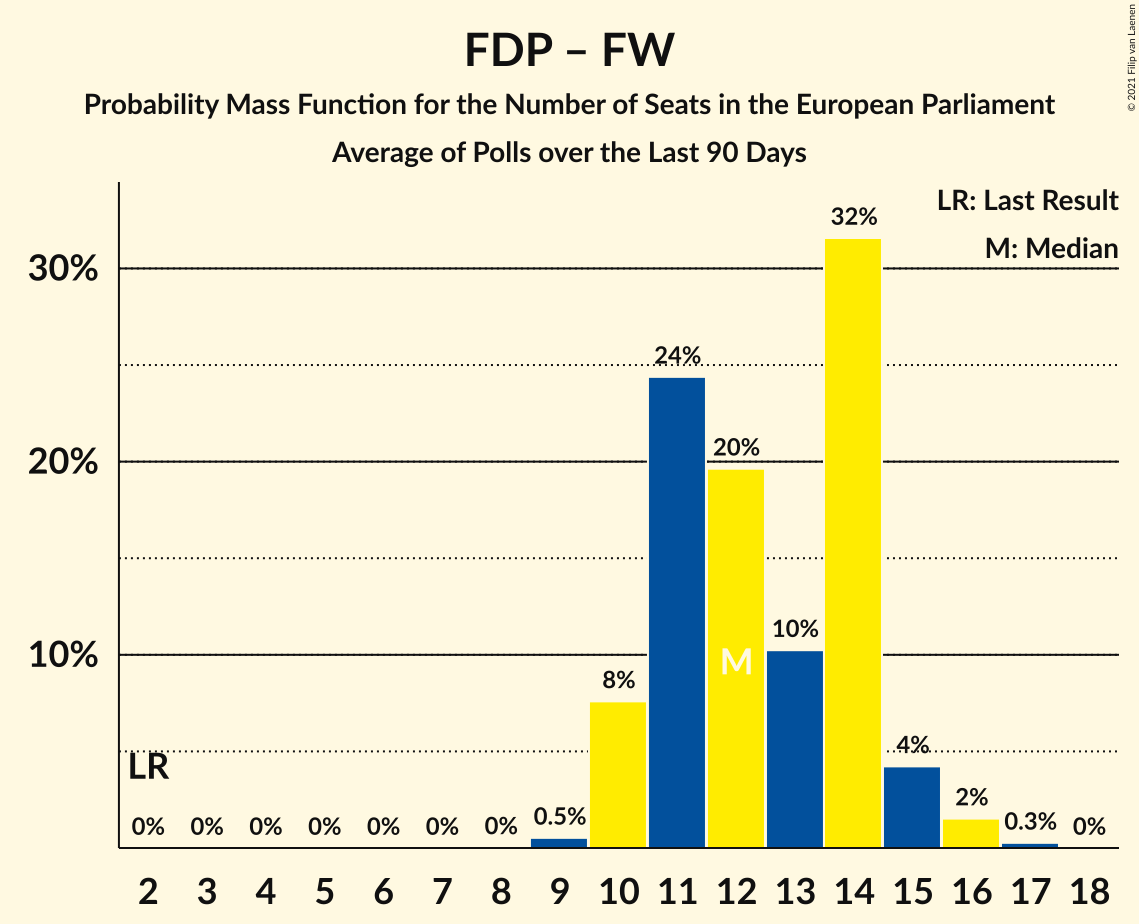 FDP – FW
Probability Mass Function for the Number of Seats in the European Parliament
Average of Polls over the Last 90 Days
© 2021 Filip van Laenen
LR: Last Result
M: Median
30%
20%
10%
LR
M
0%
0%
0%
0%
0%
0%
0%
0.5%
8%
24%
20%
10%
32%
4%
2%
0.3%
0%
2 3 4 5 6 7 8 9 10 11 12 13 14 15 16 17 18